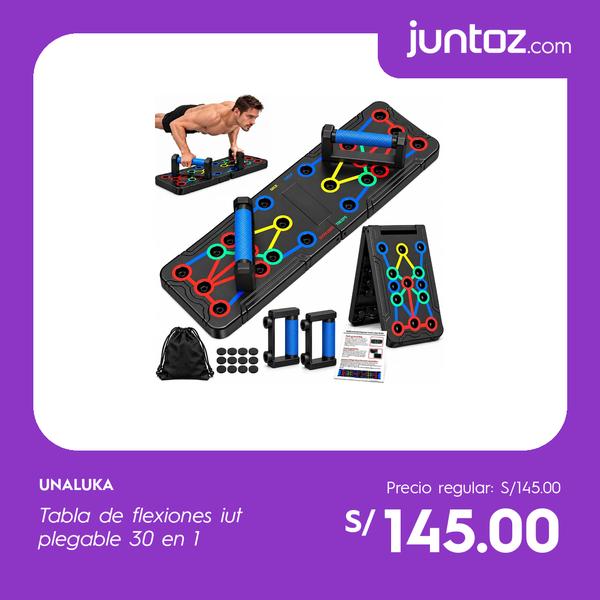 juntoz.com
UNALUKA
Tabla de flexiones iut
plegable 30 en 1
Precio regular: S/145.00
S/ 145.00